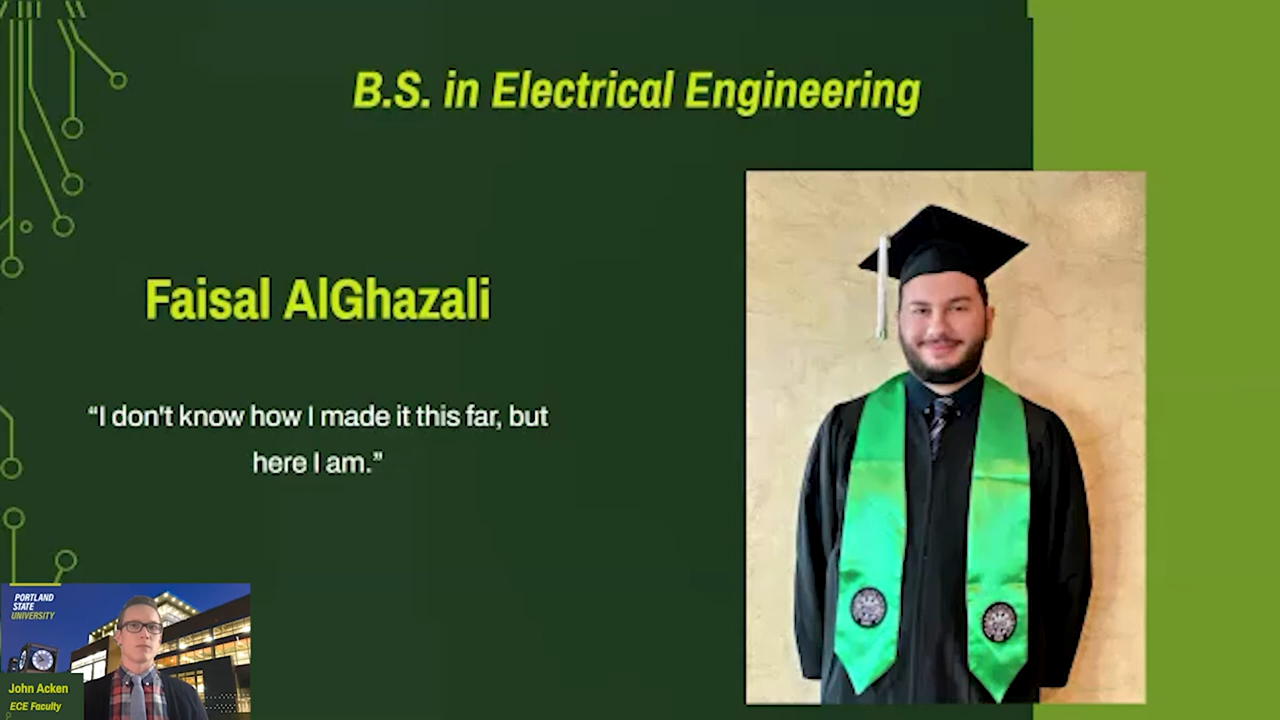 B.S. in Electrical Engineering
Faisal AlGhazali
“I don't know how I made it this far, but
here I am.”
PORTLAND
STATE
UNIVERSITY
John Acken
ECE Faculty